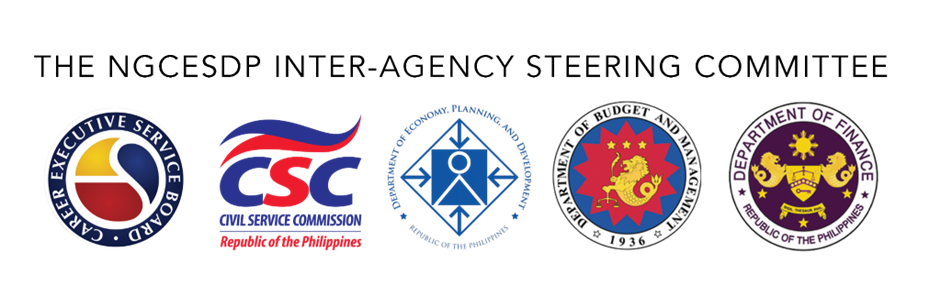 THE NGCESDP INTER-AGENCY STEERING COMMITTEE
CAREER EXECUTIVE SERVICE BOARD
CSC
CIVIL SERVICE COMMISSION
Republic of the Philippines
DEPARTMENT OF ECONOMY, PLANNING, AND DEVELOPMENT
REPUBLIC OF THE PHILIPPINES
DEPARTMENT OF BUDGET AND MANAGEMENT
1936
DEPARTMENT OF FINANCE
REPUBLIC OF THE PHILIPPINES